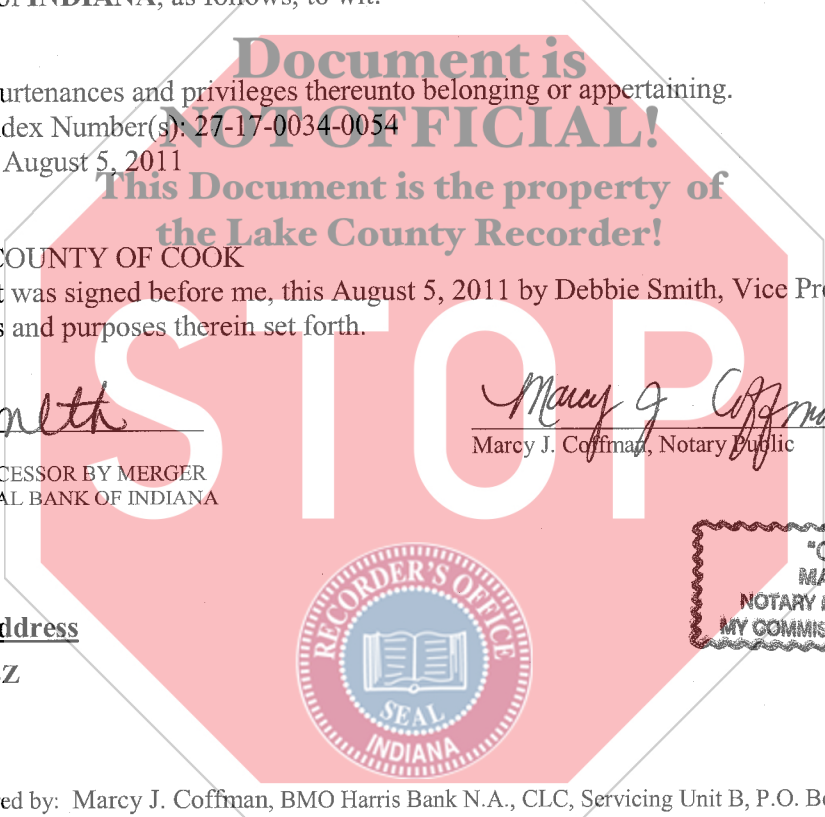 of INDIANA, as follows, to wit:
Document is
urtenances and privileges thereunto belonging or appertaining.
NOT OFFICIAL!
dex Number(s): 27-17-0034-0054
August 5, 2011
This Document is the property of
the Lake County Recorder!
COUNTY OF COOK
t was signed before me, this August 5, 2011 by Debbie Smith, Vice Pre
s and purposes therein set forth.
STOP
Marcy J Coffma
Marcy J. Coffman, Notary Public
CESSOR BY MERGER
AL BANK OF INDIANA
"O
MA
NOTARY
MY COMMIS
RECORDER'S OFFICE
SEAL
INDIANA
ddress
Z
ed by: Marcy J. Coffman, BMO Harris Bank N.A., CLC, Servicing Unit B, P.O. Bo